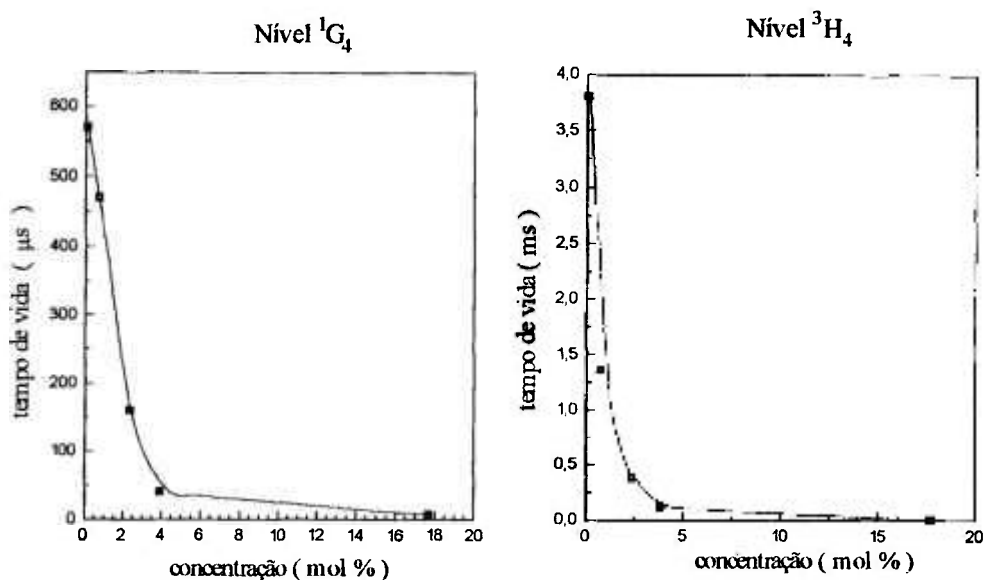 Nível ¹G₄
600
500
400
300
200
100
0
tempo de vida ( µs )
0 2 4 6 8 10 12 14 16 18 20
concentração ( mol % )
Nível ³H₄
4,0
3,5
3,0
2,5
2,0
1,5
1,0
0,5
0,0
tempo de vida ( ms )
0 5 10 15 20
concentração ( mol % )